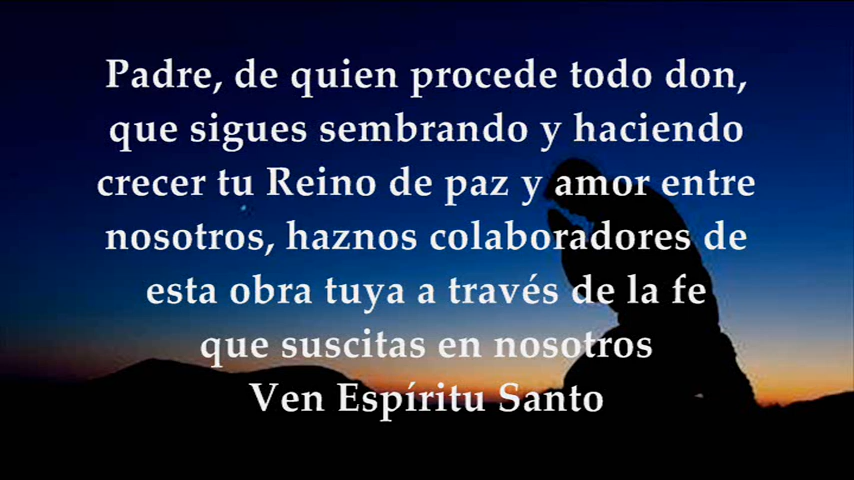 Padre, de quien procede todo don,
que sigues sembrando y haciendo
crecer tu Reino de paz y amor entre
nosotros, haznos colaboradores de
esta obra tuya a través de la fe
que suscitas en nosotros
Ven Espíritu Santo